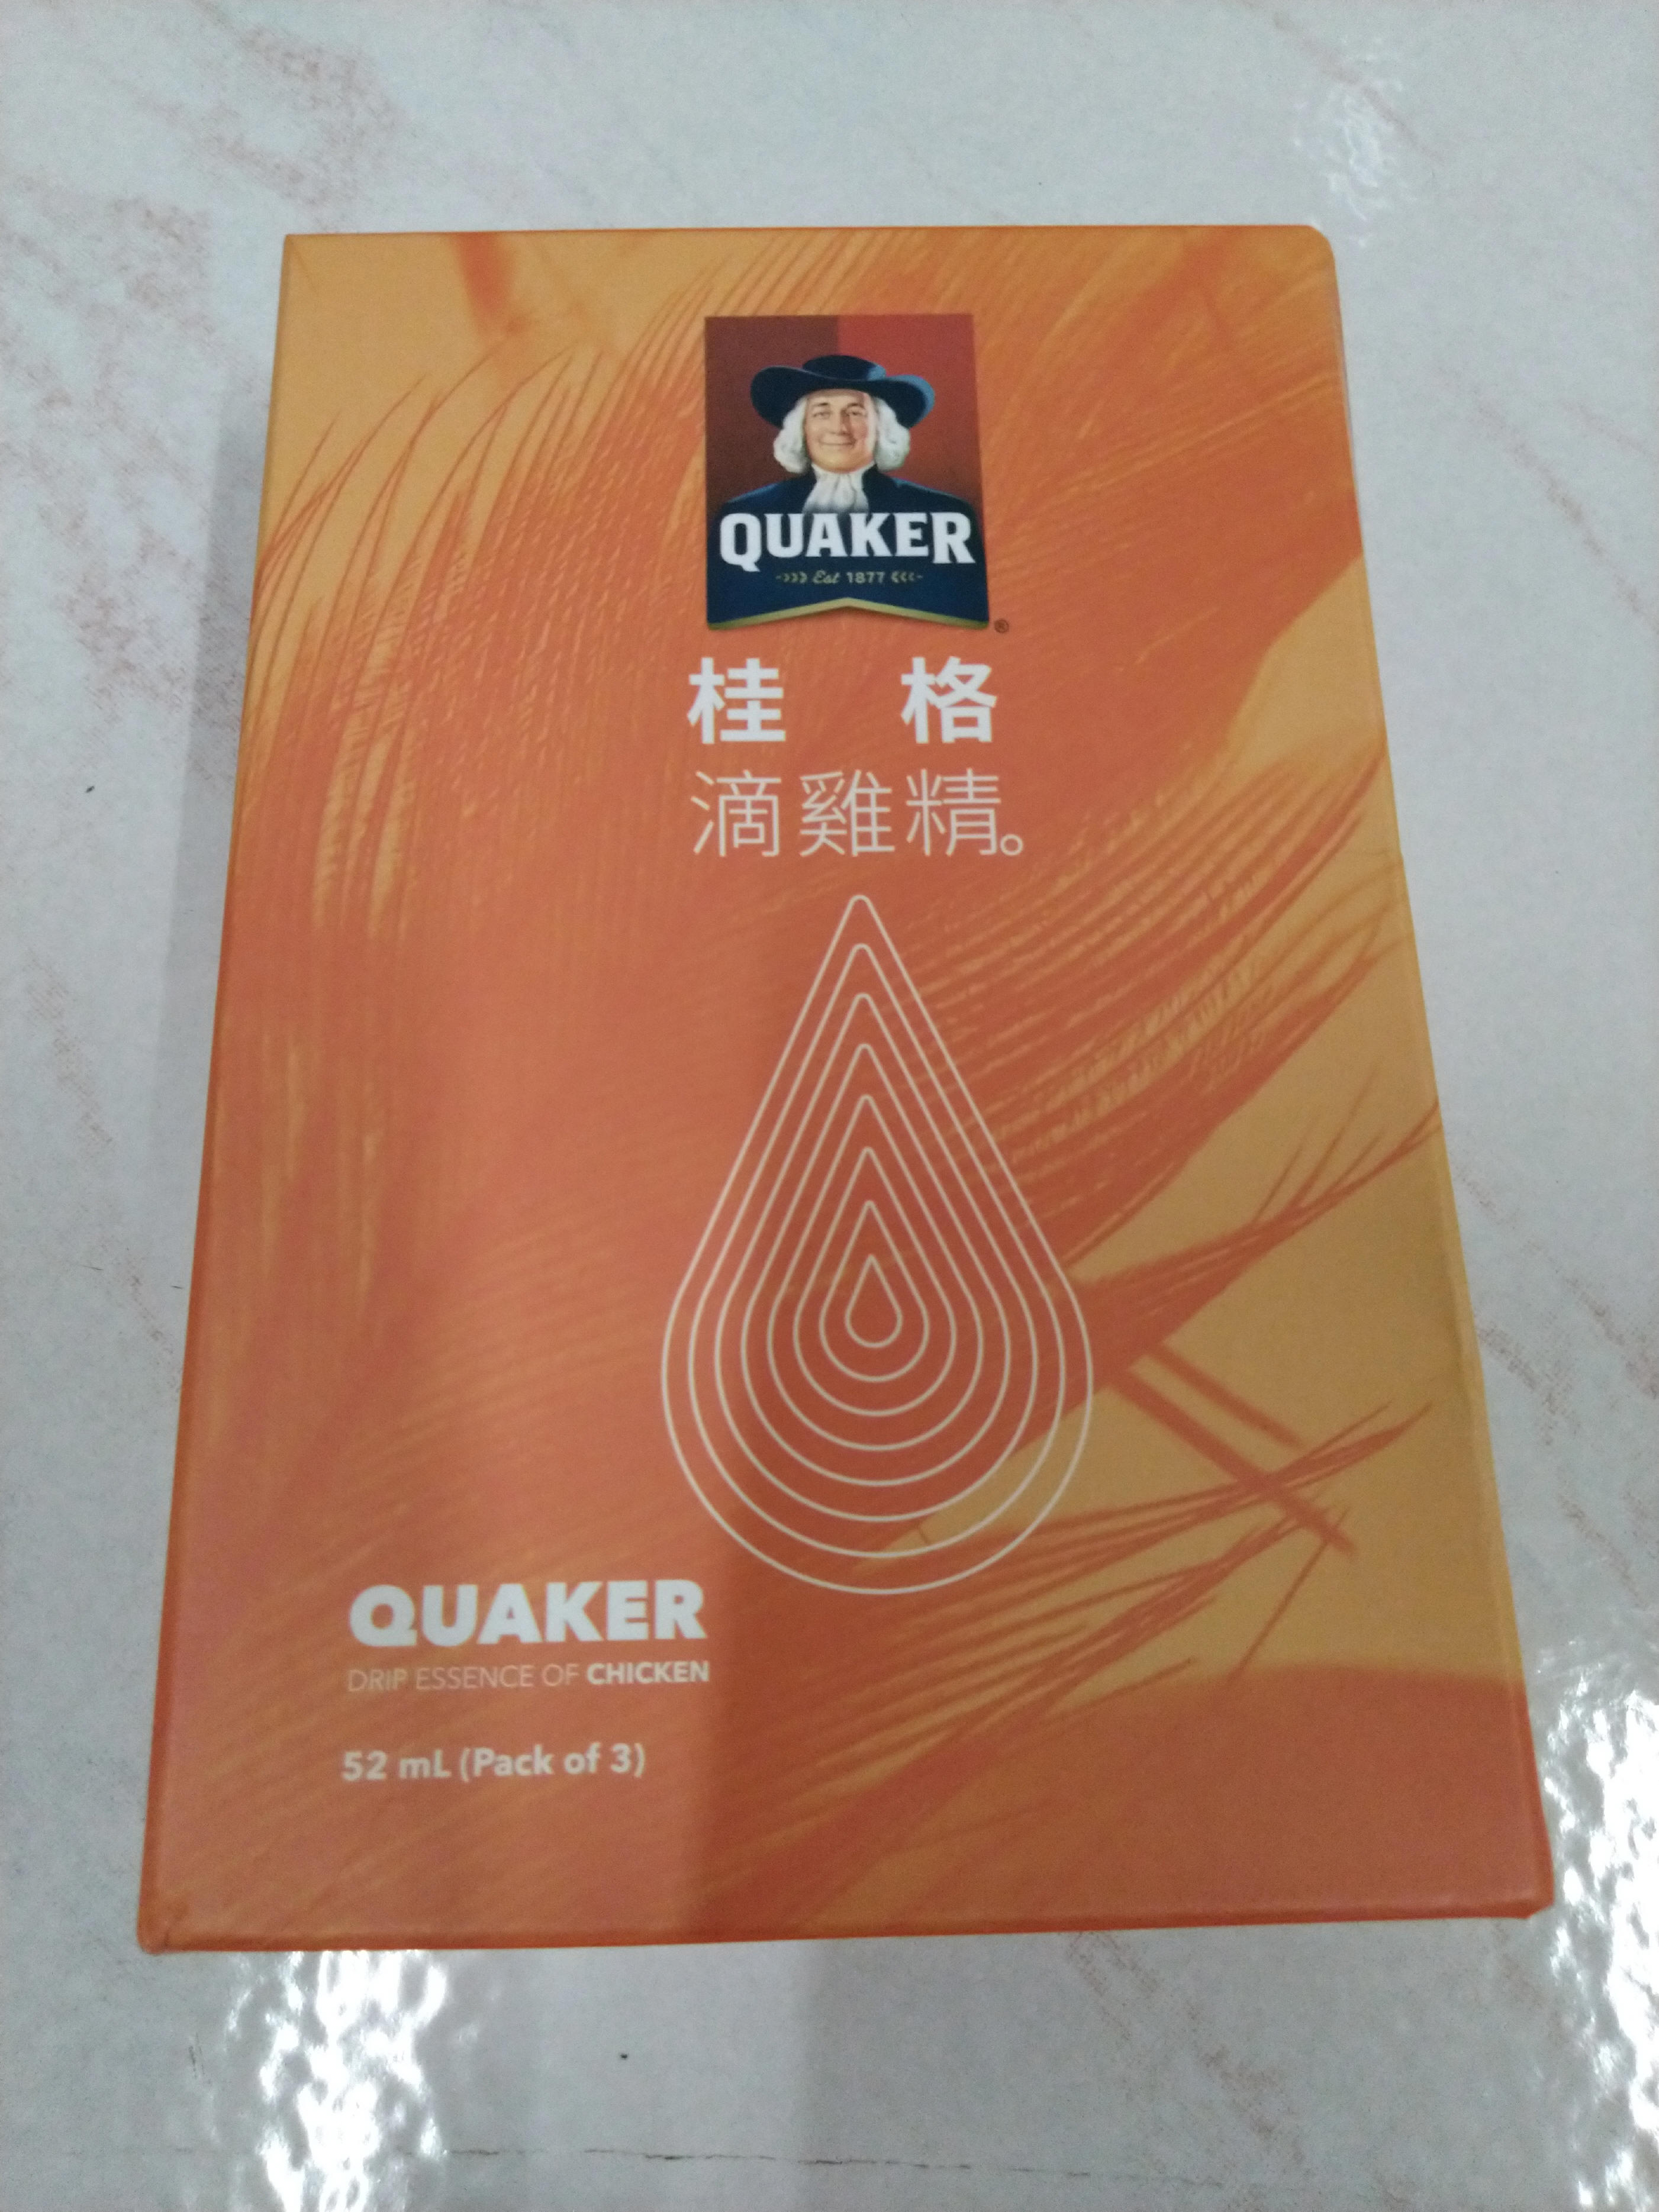 QUAKER
Est 1877
®
桂 格
滴雞精。
QUAKER
DRIP ESSENCE OF CHICKEN
52 mL (Pack of 3)